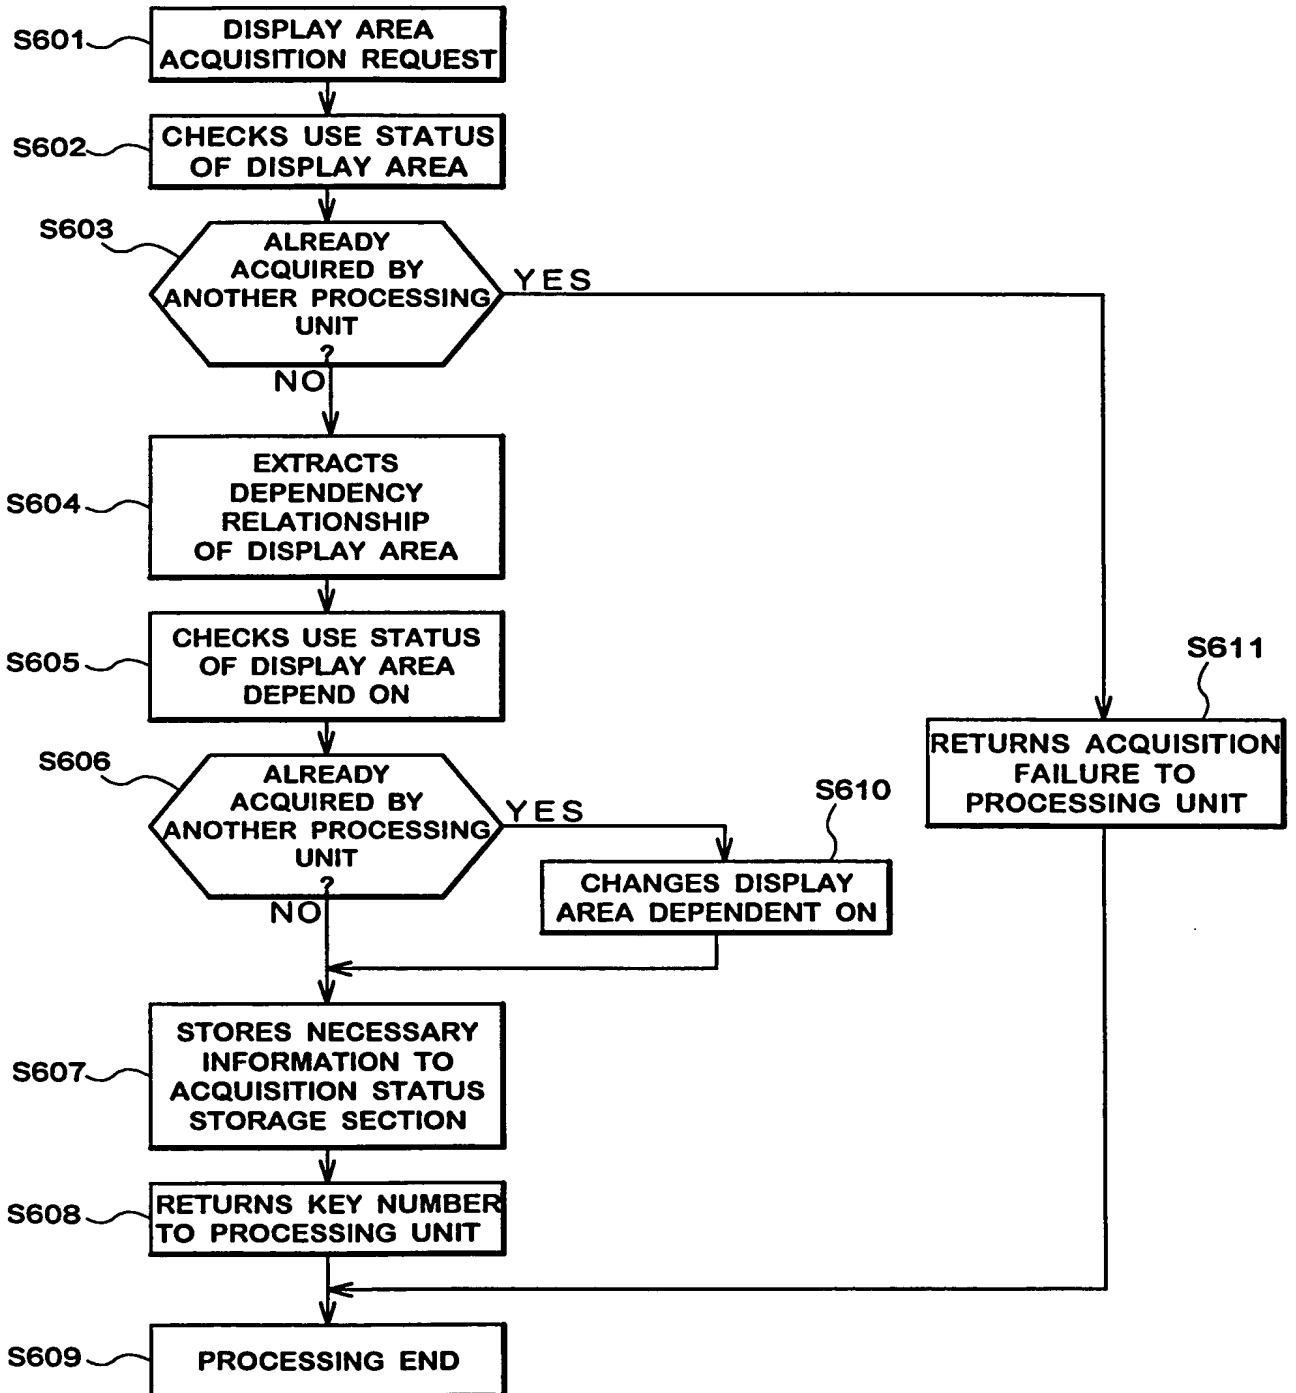 S601
DISPLAY AREA
ACQUISITION REQUEST
S602
CHECKS USE STATUS
OF DISPLAY AREA
S603
ALREADY
ACQUIRED BY
ANOTHER PROCESSING
UNIT
?
YES
NO
S604
EXTRACTS
DEPENDENCY
RELATIONSHIP
OF DISPLAY AREA
S605
CHECKS USE STATUS
OF DISPLAY AREA
DEPEND ON
S611
RETURNS ACQUISITION
FAILURE TO
PROCESSING UNIT
S606
ALREADY
ACQUIRED BY
ANOTHER PROCESSING
UNIT
?
YES
NO
S610
CHANGES DISPLAY
AREA DEPENDENT ON
S607
STORES NECESSARY
INFORMATION TO
ACQUISITION STATUS
STORAGE SECTION
S608
RETURNS KEY NUMBER
TO PROCESSING UNIT
S609
PROCESSING END